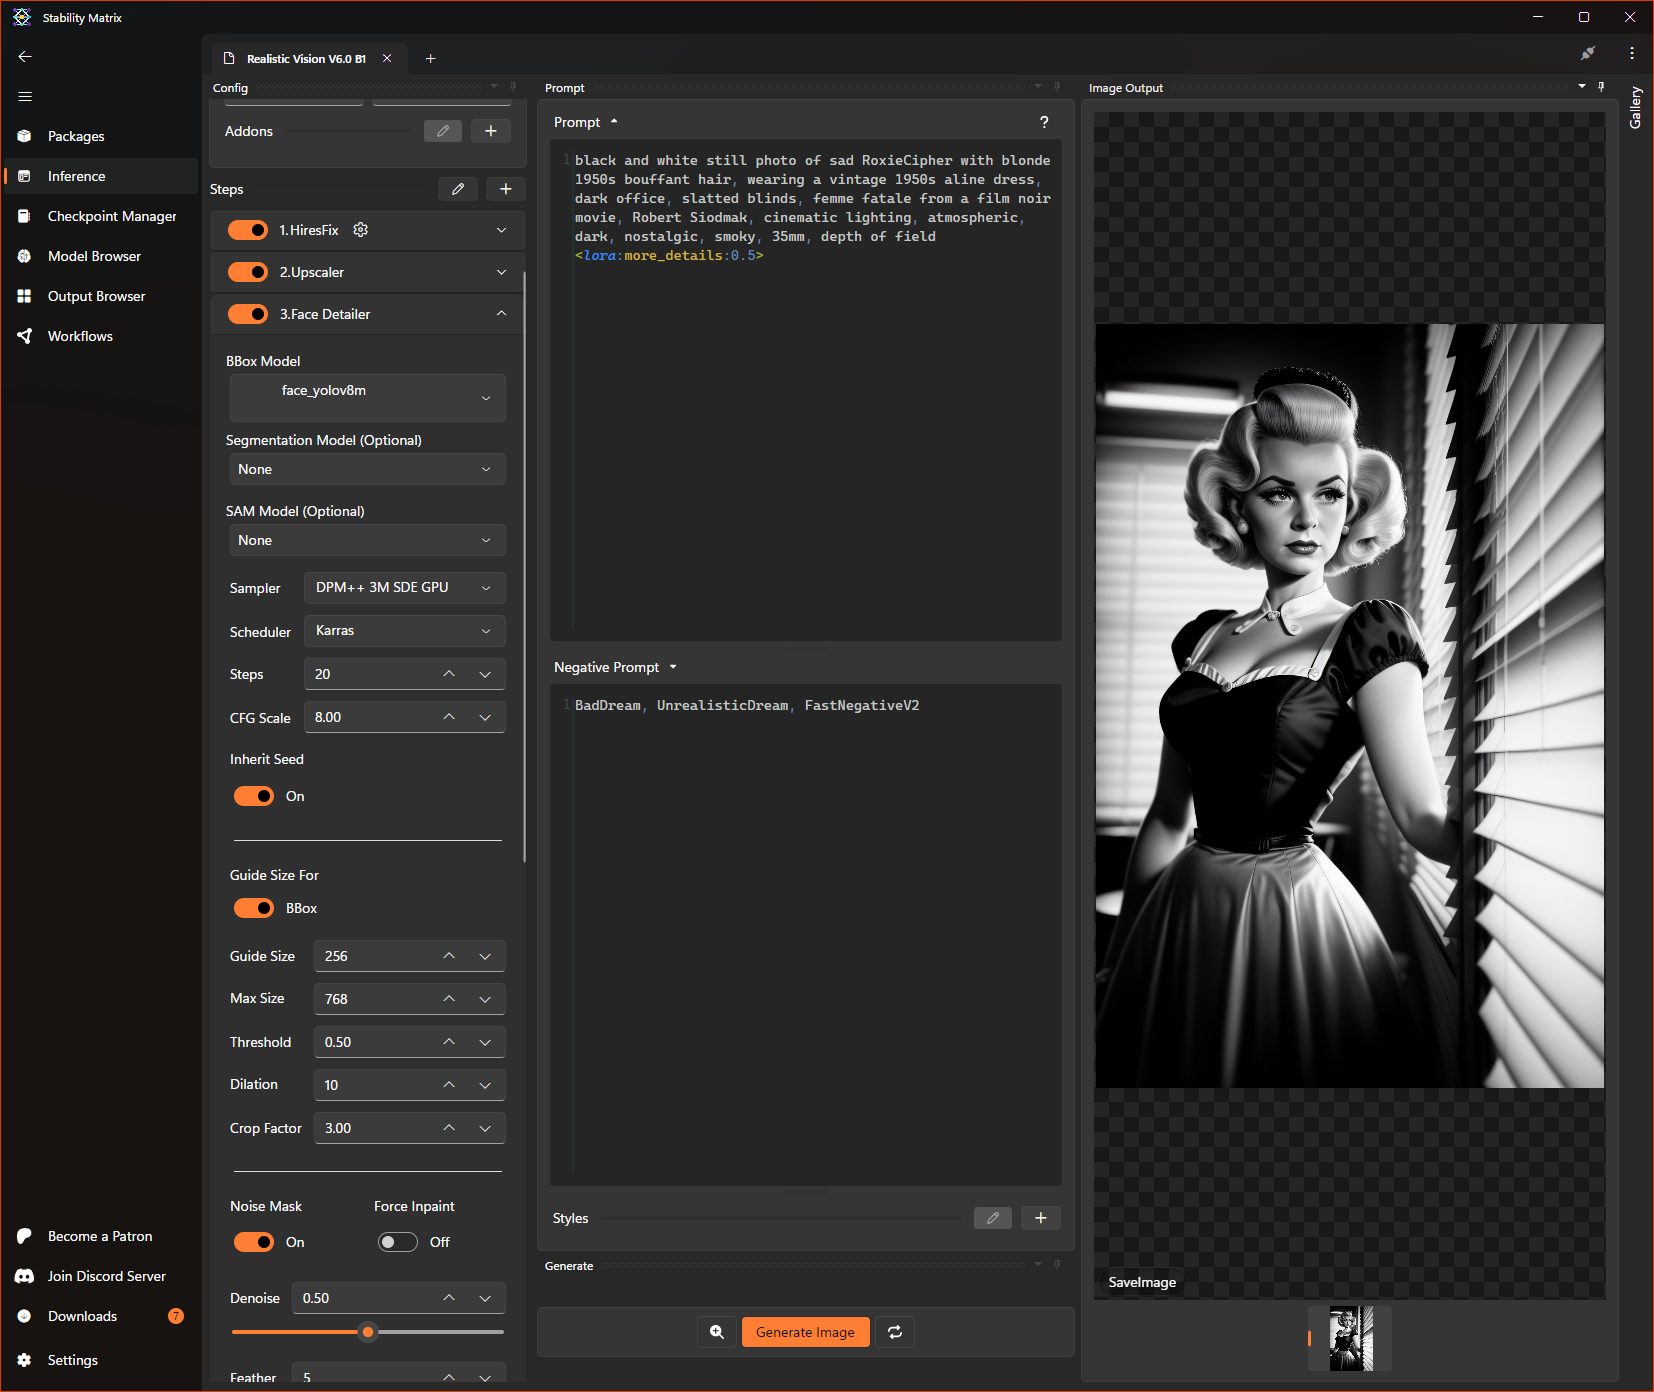 Stability Matrix
Packages
Inference
Checkpoint Manager
Model Browser
Output Browser
Workflows
Become a Patron
Join Discord Server
Downloads
7
Settings
Realistic Vision V6.0 B1
Config
Addons
Steps
1.HiresFix
2.Upscaler
3.Face Detailer
BBox Model
face_yolov8m
Segmentation Model (Optional)
None
SAM Model (Optional)
None
Sampler DPM++ 3M SDE GPU
Scheduler Karras
Steps 20
CFG Scale 8.00
Inherit Seed
On
Guide Size For
BBox
Guide Size 256
Max Size 768
Threshold 0.50
Dilation 10
Crop Factor 3.00
Noise Mask Force Inpaint
On Off
Denoise 0.50
Feather 5
Prompt
Prompt ?
1 black and white still photo of sad RoxieCipher with blonde
1950s bouffant hair, wearing a vintage 1950s aline dress,
dark office, slatted blinds, femme fatale from a film noir
movie, Robert Siodmak, cinematic lighting, atmospheric,
dark, nostalgic, smoky, 35mm, depth of field
<lora:more_details:0.5>
Negative Prompt
1 BadDream, UnrealisticDream, FastNegativeV2
Styles
Generate
Generate Image
Image Output
SaveImage
Gallery